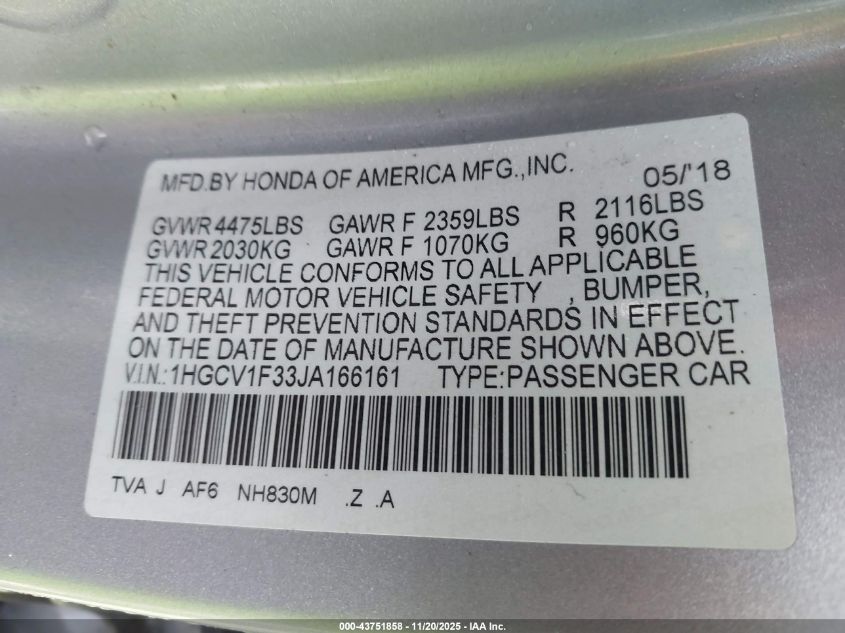 MFD.BY HONDA OF AMERICA MFG.,INC. 05/'18
GVWR 4475LBS GAWR F 2359LBS R 2116LBS
GVWR 2030KG GAWR F 1070KG R 960KG
THIS VEHICLE CONFORMS TO ALL APPLICABLE
FEDERAL MOTOR VEHICLE SAFETY , BUMPER,
AND THEFT PREVENTION STANDARDS IN EFFECT
ON THE DATE OF MANUFACTURE SHOWN ABOVE.
V.I.N.: 1HGCV1F33JA166161 TYPE:PASSENGER CAR
TVA J AF6 NH830M .Z .A
000-43751858 - 11/20/2025 - IAA Inc.